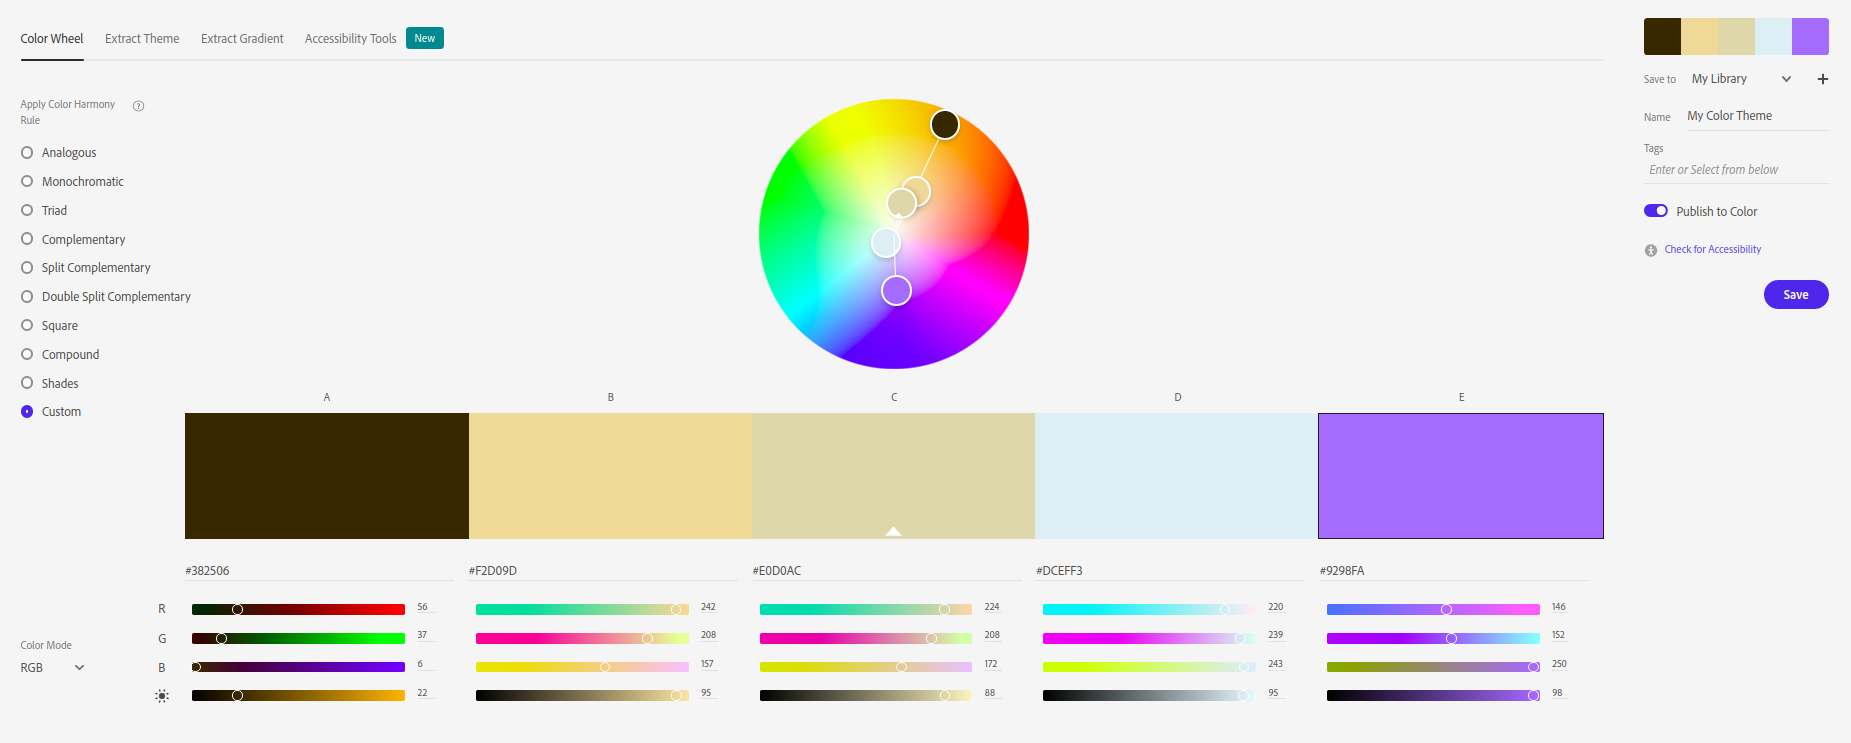 Color Wheel
Extract Theme
Extract Gradient
Accessibility Tools
New
Apply Color Harmony
Rule
Analogous
Monochromatic
Triad
Complementary
Split Complementary
Double Split Complementary
Square
Compound
Shades
Custom
Save to
My Library
Name
My Color Theme
Tags
Enter or Select from below
Publish to Color
Check for Accessibility
Save
A
B
C
D
E
#382506
#F2D09D
#E0D0AC
#DCEFF3
#9298FA
R
56
242
224
220
146
G
37
208
208
239
152
B
6
157
172
243
250
22
95
88
95
98
Color Mode
RGB